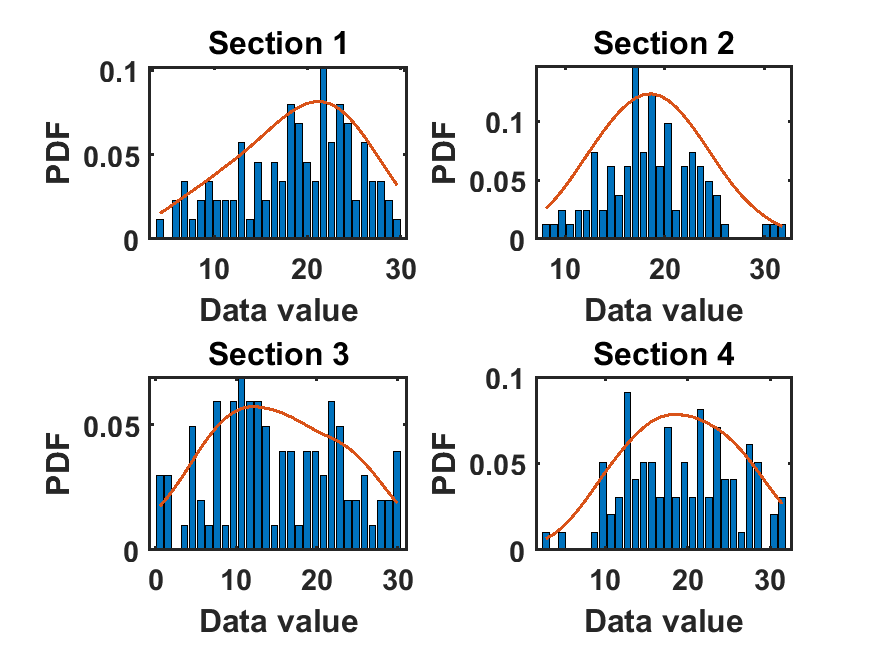 Section 1
PDF
0.1
0.05
0
10 20 30
Data value
Section 2
PDF
0.1
0.05
0
10 20 30
Data value
Section 3
PDF
0.05
0
0 10 20 30
Data value
Section 4
PDF
0.1
0.05
0
10 20 30
Data value